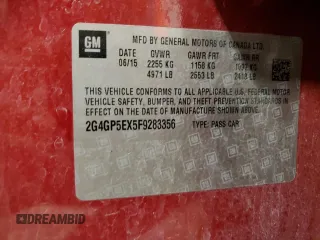 GM
MFD BY GENERAL MOTORS OF CANADA LTD.
DATE GVWR GAWR FRT GAWR RR
06/15 2255 KG 1158 KG
4971 LB 2553 LB
THIS VEHICLE CONFORMS TO ALL APPLICABLE U.S. FEDERAL MOTOR
VEHICLE SAFETY, BUMPER, AND THEFT PREVENTION STANDARDS
IN EFFECT ON THE DATE OF MANUFACTURE SHOWN ABOVE.
2G4GP5EX5F9283356 TYPE: PASS CAR
DREAMBID